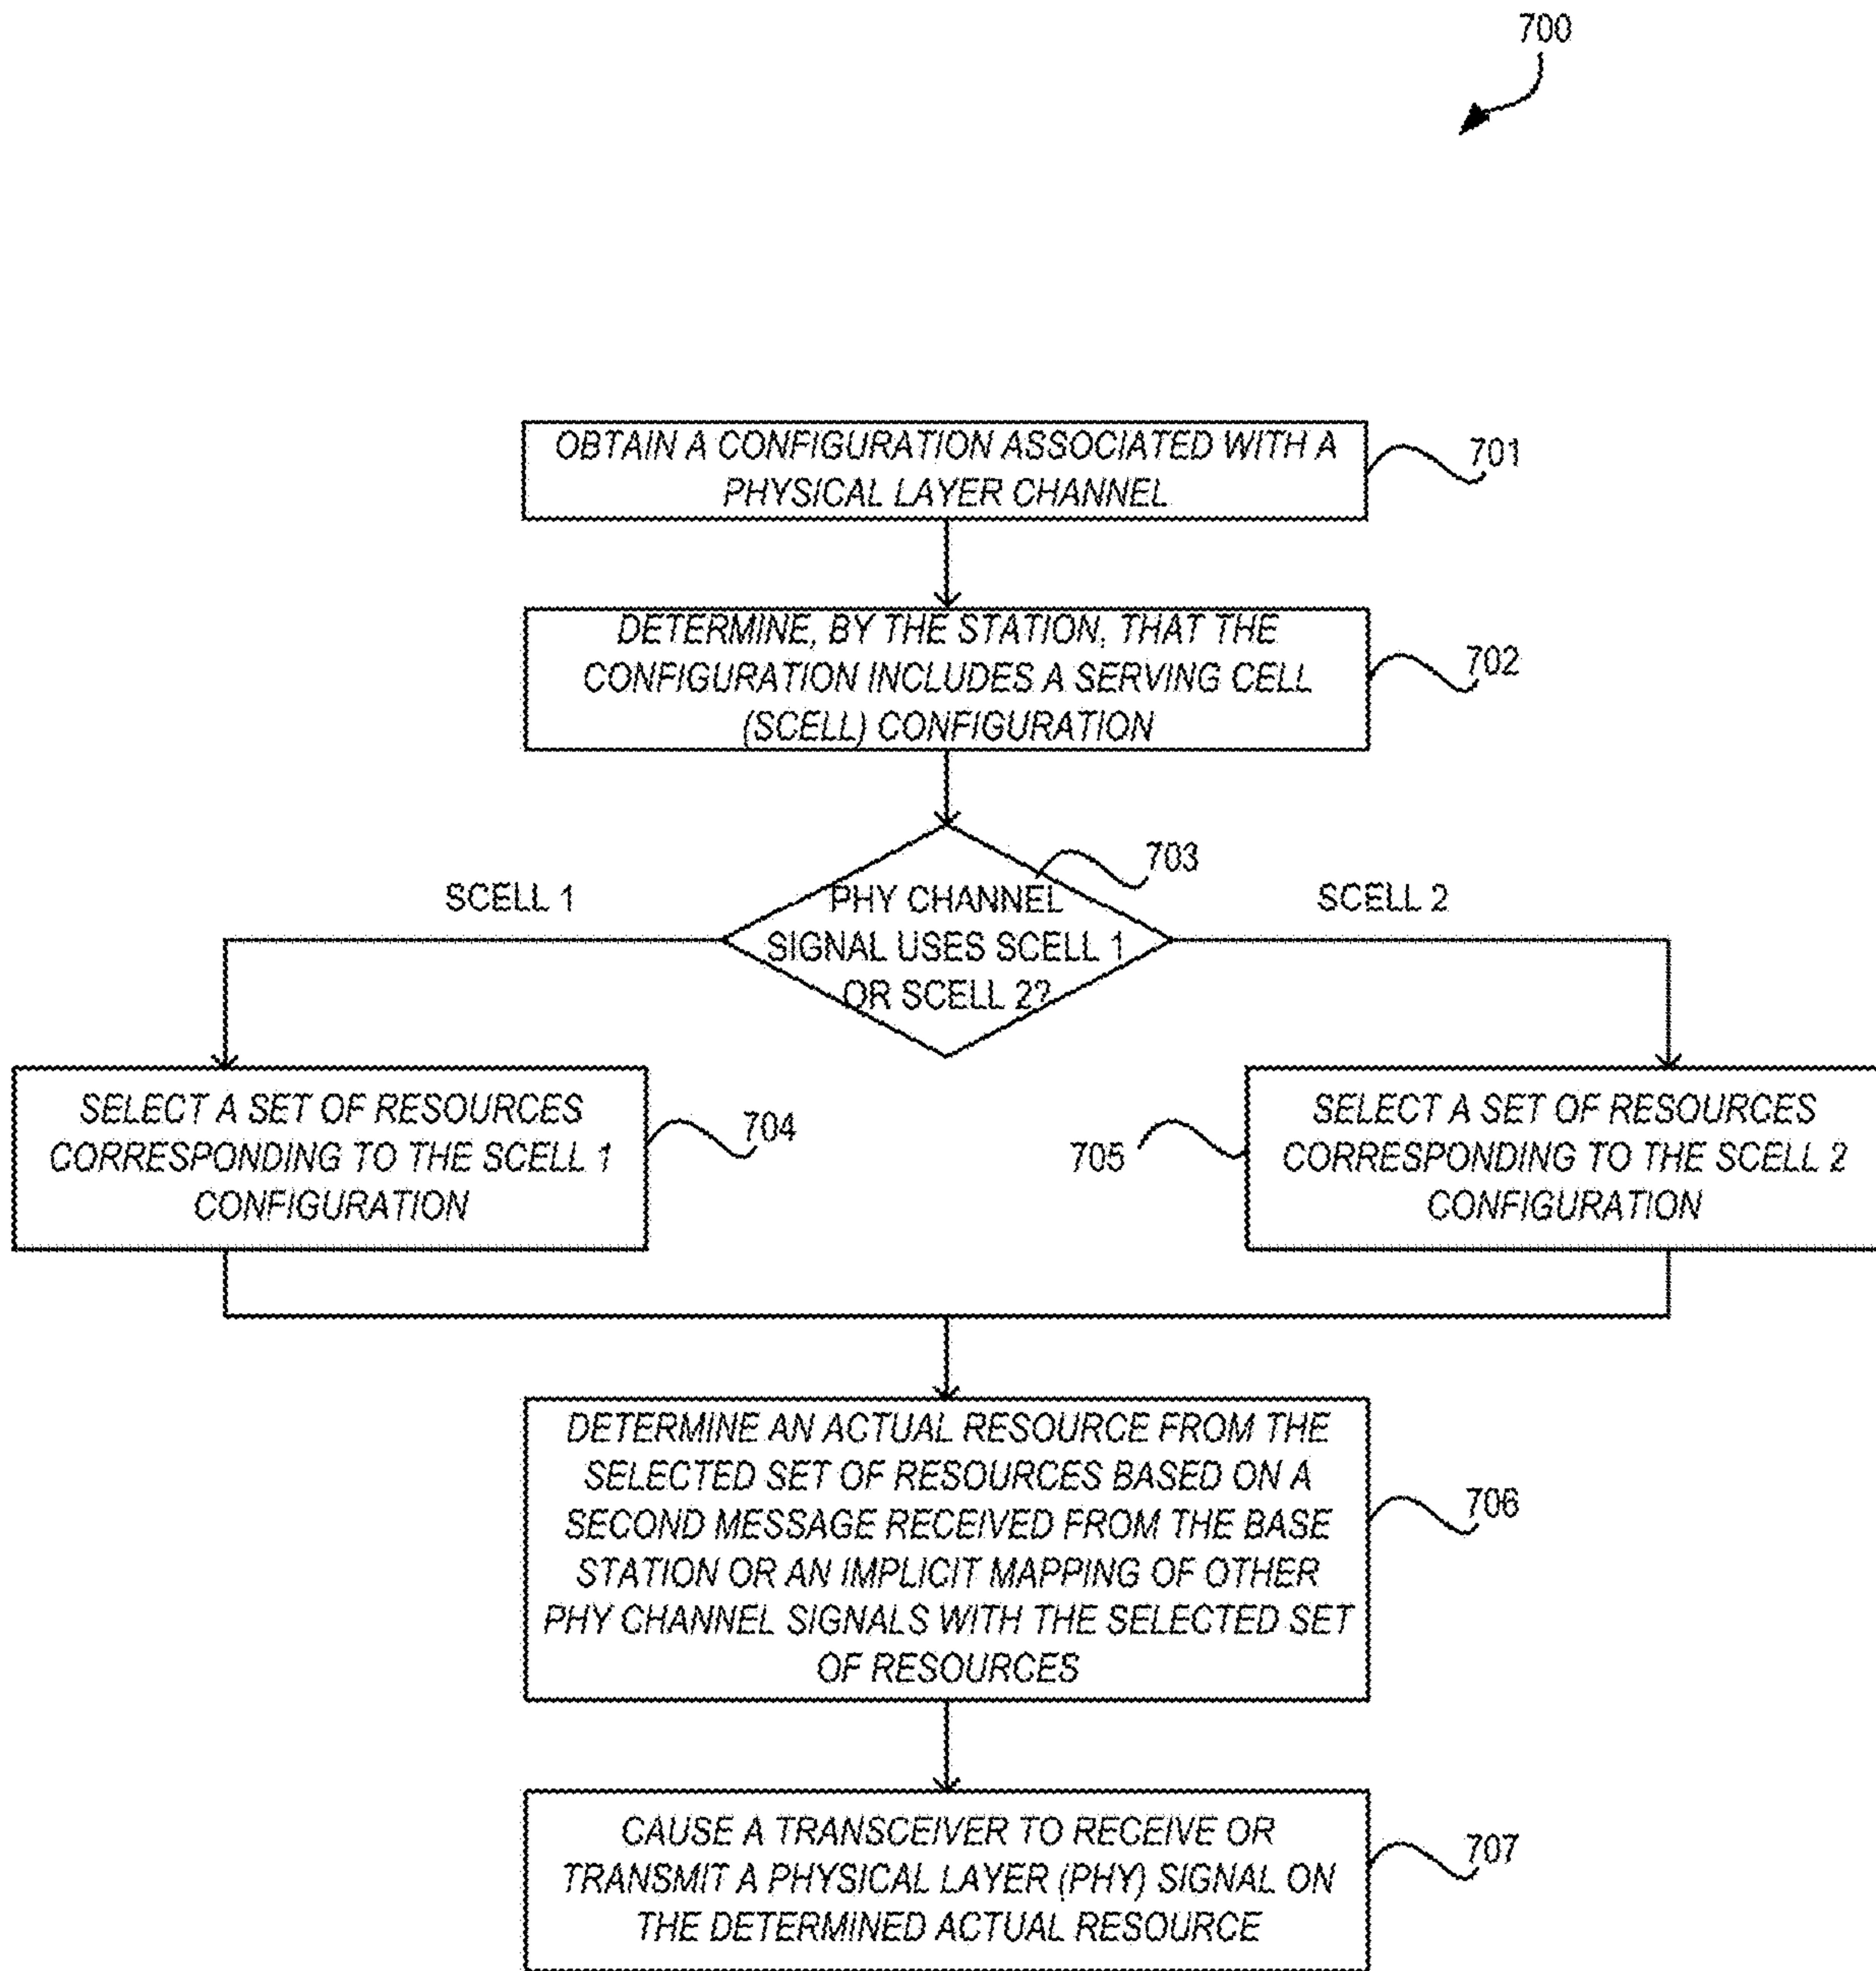 700
OBTAIN A CONFIGURATION ASSOCIATED WITH A
PHYSICAL LAYER CHANNEL
701
DETERMINE, BY THE STATION, THAT THE
CONFIGURATION INCLUDES A SERVING CELL
(SCELL) CONFIGURATION
702
703
SCELL 1
PHY CHANNEL
SIGNAL USES SCELL 1
OR SCELL 2?
SCELL 2
SELECT A SET OF RESOURCES
CORRESPONDING TO THE SCELL 1
CONFIGURATION
704
705
SELECT A SET OF RESOURCES
CORRESPONDING TO THE SCELL 2
CONFIGURATION
DETERMINE AN ACTUAL RESOURCE FROM THE
SELECTED SET OF RESOURCES BASED ON A
SECOND MESSAGE RECEIVED FROM THE BASE
STATION OR AN IMPLICIT MAPPING OF OTHER
PHY CHANNEL SIGNALS WITH THE SELECTED SET
OF RESOURCES
706
CAUSE A TRANSCEIVER TO RECEIVE OR
TRANSMIT A PHYSICAL LAYER (PHY) SIGNAL ON
THE DETERMINED ACTUAL RESOURCE
707